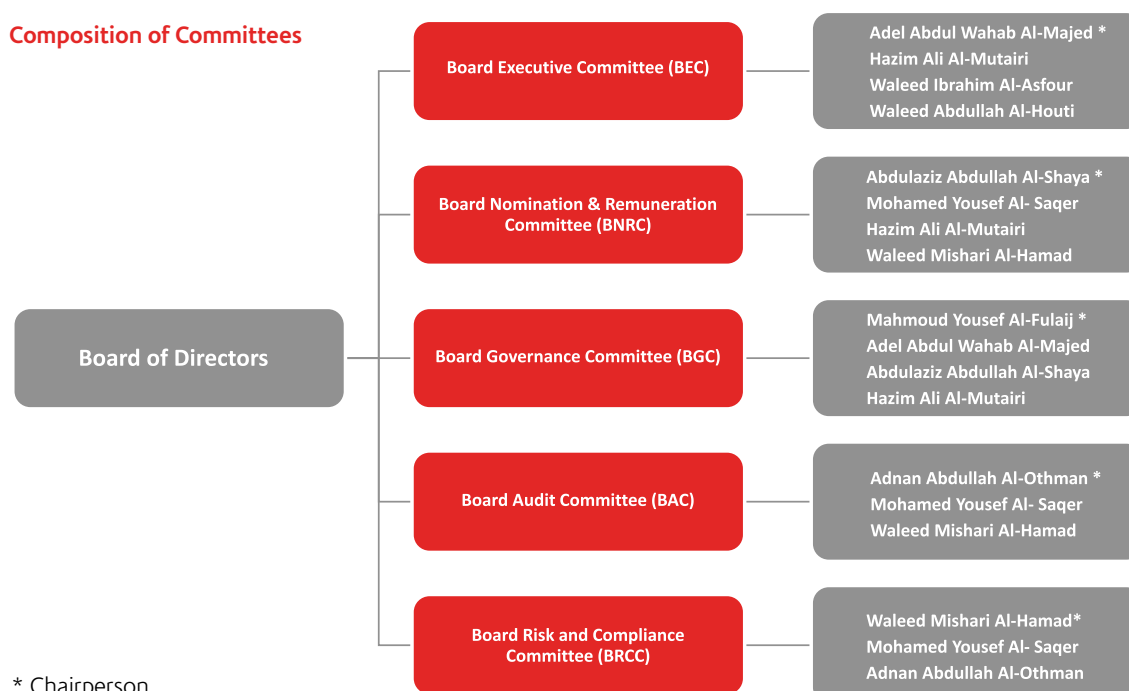 Composition of Committees
Board Executive Committee (BEC)
Adel Abdul Wahab Al-Majed *
Hazim Ali Al-Mutairi
Waleed Ibrahim Al-Asfour
Waleed Abdullah Al-Houti
Board Nomination & Remuneration
Committee (BNRC)
Abdulaziz Abdullah Al-Shaya *
Mohamed Yousef Al- Saqer
Hazim Ali Al-Mutairi
Waleed Mishari Al-Hamad
Board of Directors
Board Governance Committee (BGC)
Mahmoud Yousef Al-Fulaij *
Adel Abdul Wahab Al-Majed
Abdulaziz Abdullah Al-Shaya
Hazim Ali Al-Mutairi
Board Audit Committee (BAC)
Adnan Abdullah Al-Othman *
Mohamed Yousef Al- Saqer
Waleed Mishari Al-Hamad
Board Risk and Compliance
Committee (BRCC)
Waleed Mishari Al-Hamad*
Mohamed Yousef Al- Saqer
Adnan Abdullah Al-Othman
* Chairperson